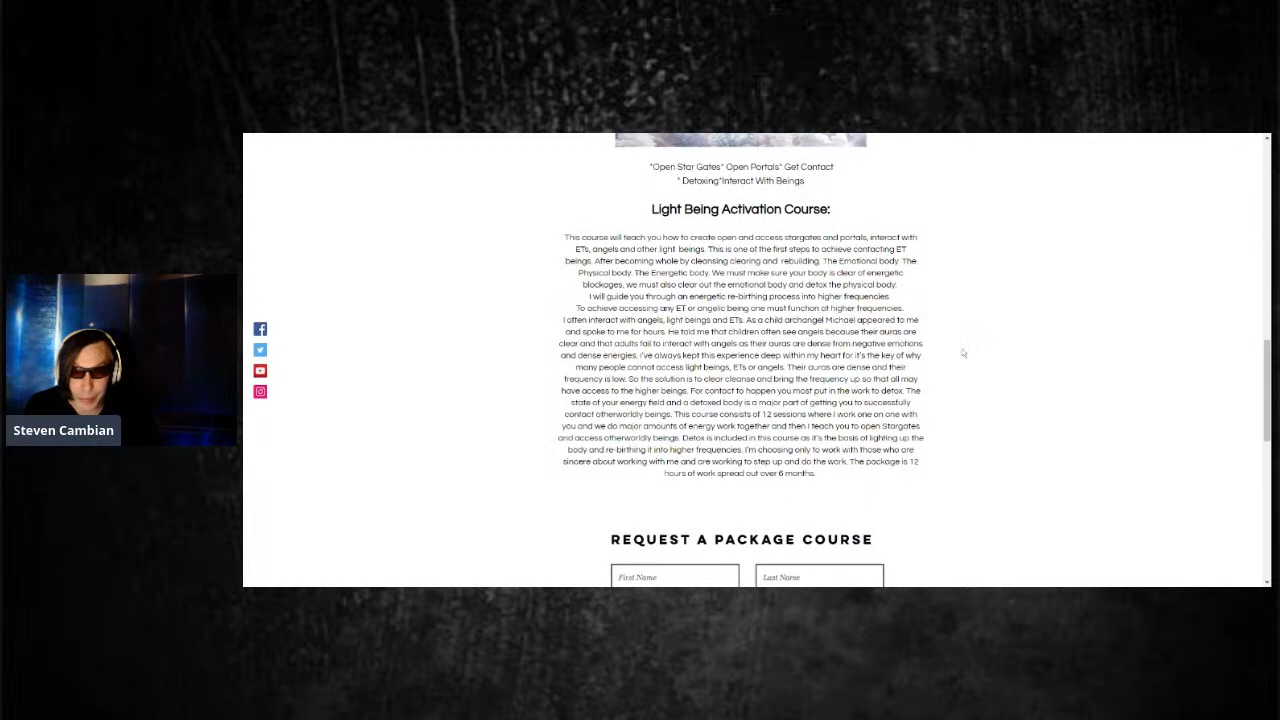 *Open Star Gates* Open Portals* Get Contact
* Detoxing*Interact With Beings
Light Being Activation Course:
This course will teach you how to create open and access stargates and portals, interact with
ETs, angels and other light beings. This is one of the first steps to achieve contacting ET
beings. After becoming whole by cleansing clearing and rebuilding. The Emotional body. The
Physical body. The Energetic body. We must make sure your body is clear of energetic
blockages, we must also clear out the emotional body and detox the physical body.
I will guide you through an energetic re-birthing process into higher frequencies.
To achieve accessing any ET or angelic being one must function at higher frequencies.
I often interact with angels, light beings and ETs. As a child archangel Michael appeared to me
and spoke to me for hours. He told me that children often see angels because their auras are
clear and that adults fail to interact with angels as their auras are dense from negative emotions
and dense energies. I've always kept this experience deep within my heart for it's the key of why
many people cannot access light beings, ETs or angels. Their auras are dense and their
frequency is low. So the solution is to clear cleanse and bring the frequency up so that all may
have access to the higher beings. For contact to happen you most put in the work to detox. The
state of your energy field and a detoxed body is a major part of getting you to successfully
contact otherworldly beings. This course consists of 12 sessions where I work one on one with
you and we do major amounts of energy work together and then I teach you to open Stargates
and access otherworldly beings. Detox is included in this course as it's the basis of lighting up the
body and re-birthing it into higher frequencies. I'm choosing only to work with those who are
sincere about working with me and are working to step up and do the work. The package is 12
hours of work spread out over 6 months.
Steven Cambian
REQUEST A PACKAGE COURSE
First Name
Last Name